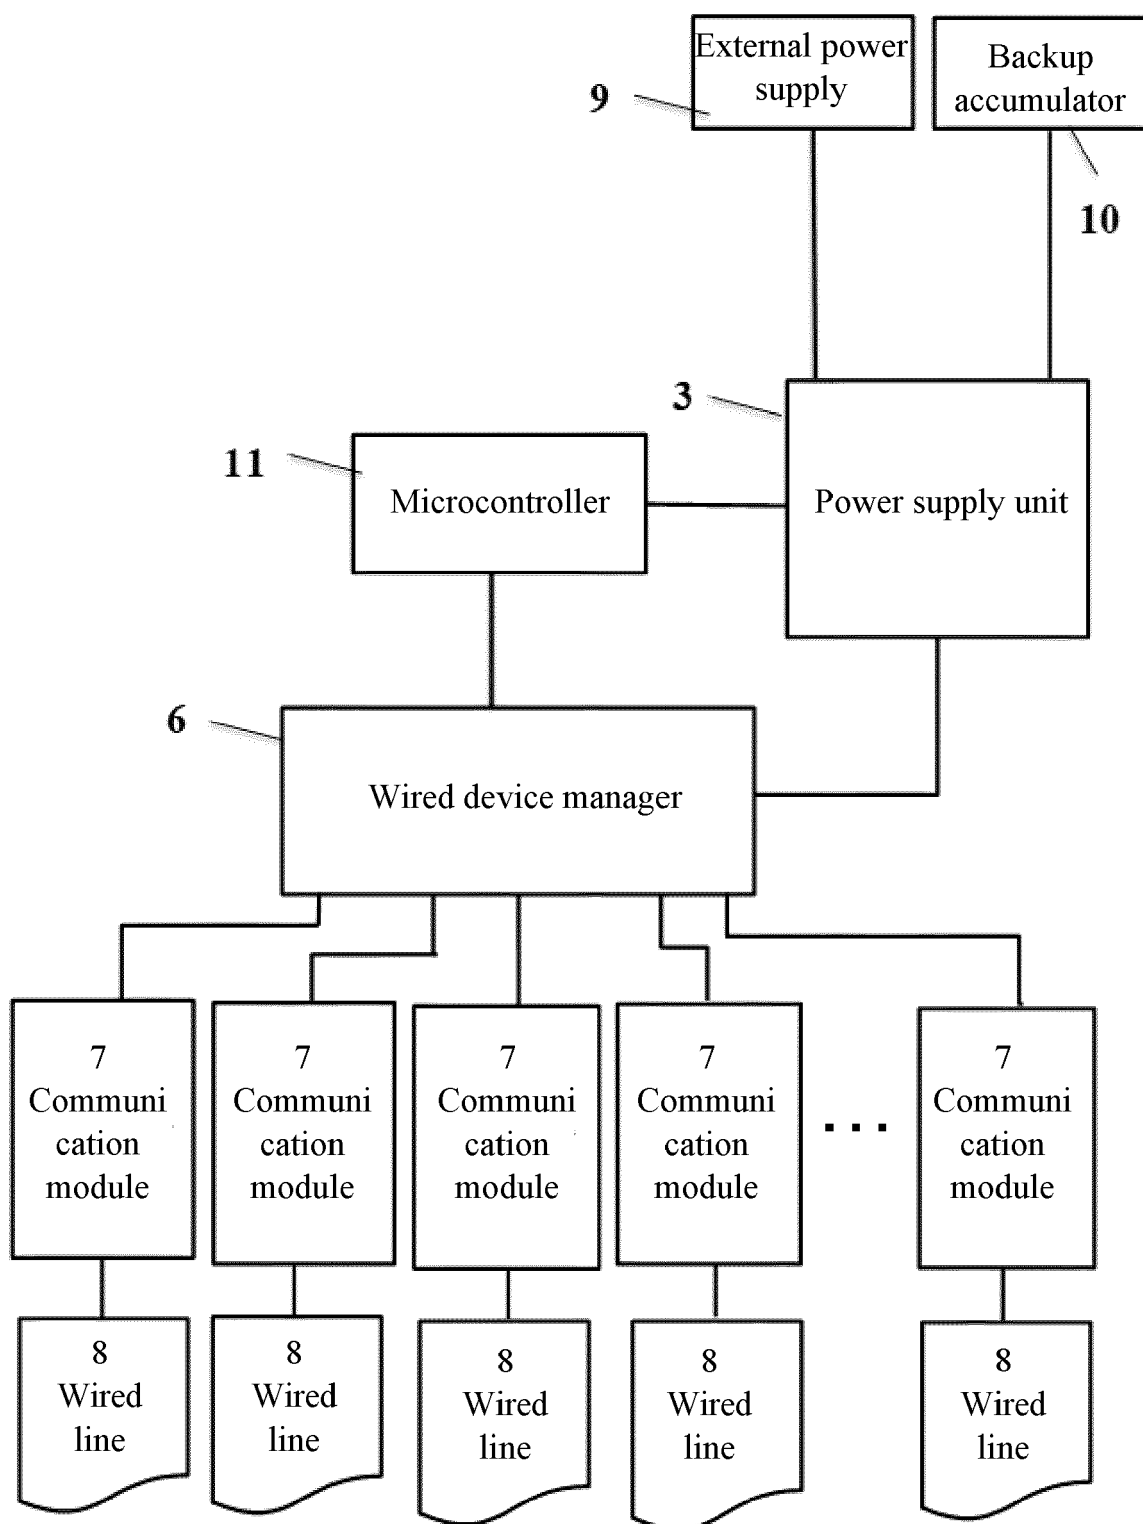 External power
supply
Backup
accumulator
9
10
3
11
Microcontroller
Power supply unit
6
Wired device manager
7
Communi
cation
module
7
Communi
cation
module
7
Communi
cation
module
7
Communi
cation
module
...
7
Communi
cation
module
8
Wired
line
8
Wired
line
8
Wired
line
8
Wired
line
8
Wired
line